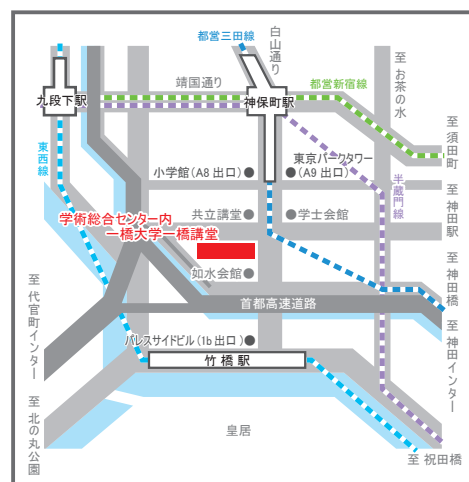 都営三田線
白山通り
至お茶の水
靖国通り
都営新宿線
九段下駅
神保町駅
至須田町
東西線
小学館(A8 出口)
東京パークタワー
(A9 出口)
半蔵門線
至神田駅
学術総合センター内
一橋大学一橋講堂
共立講堂
学士会館
如水会館
至神田橋
至代官町インター
首都高速道路
至神田インター
パレスサイドビル(1b 出口)
竹橋駅
至北の丸公園
皇居
至 祝田橋